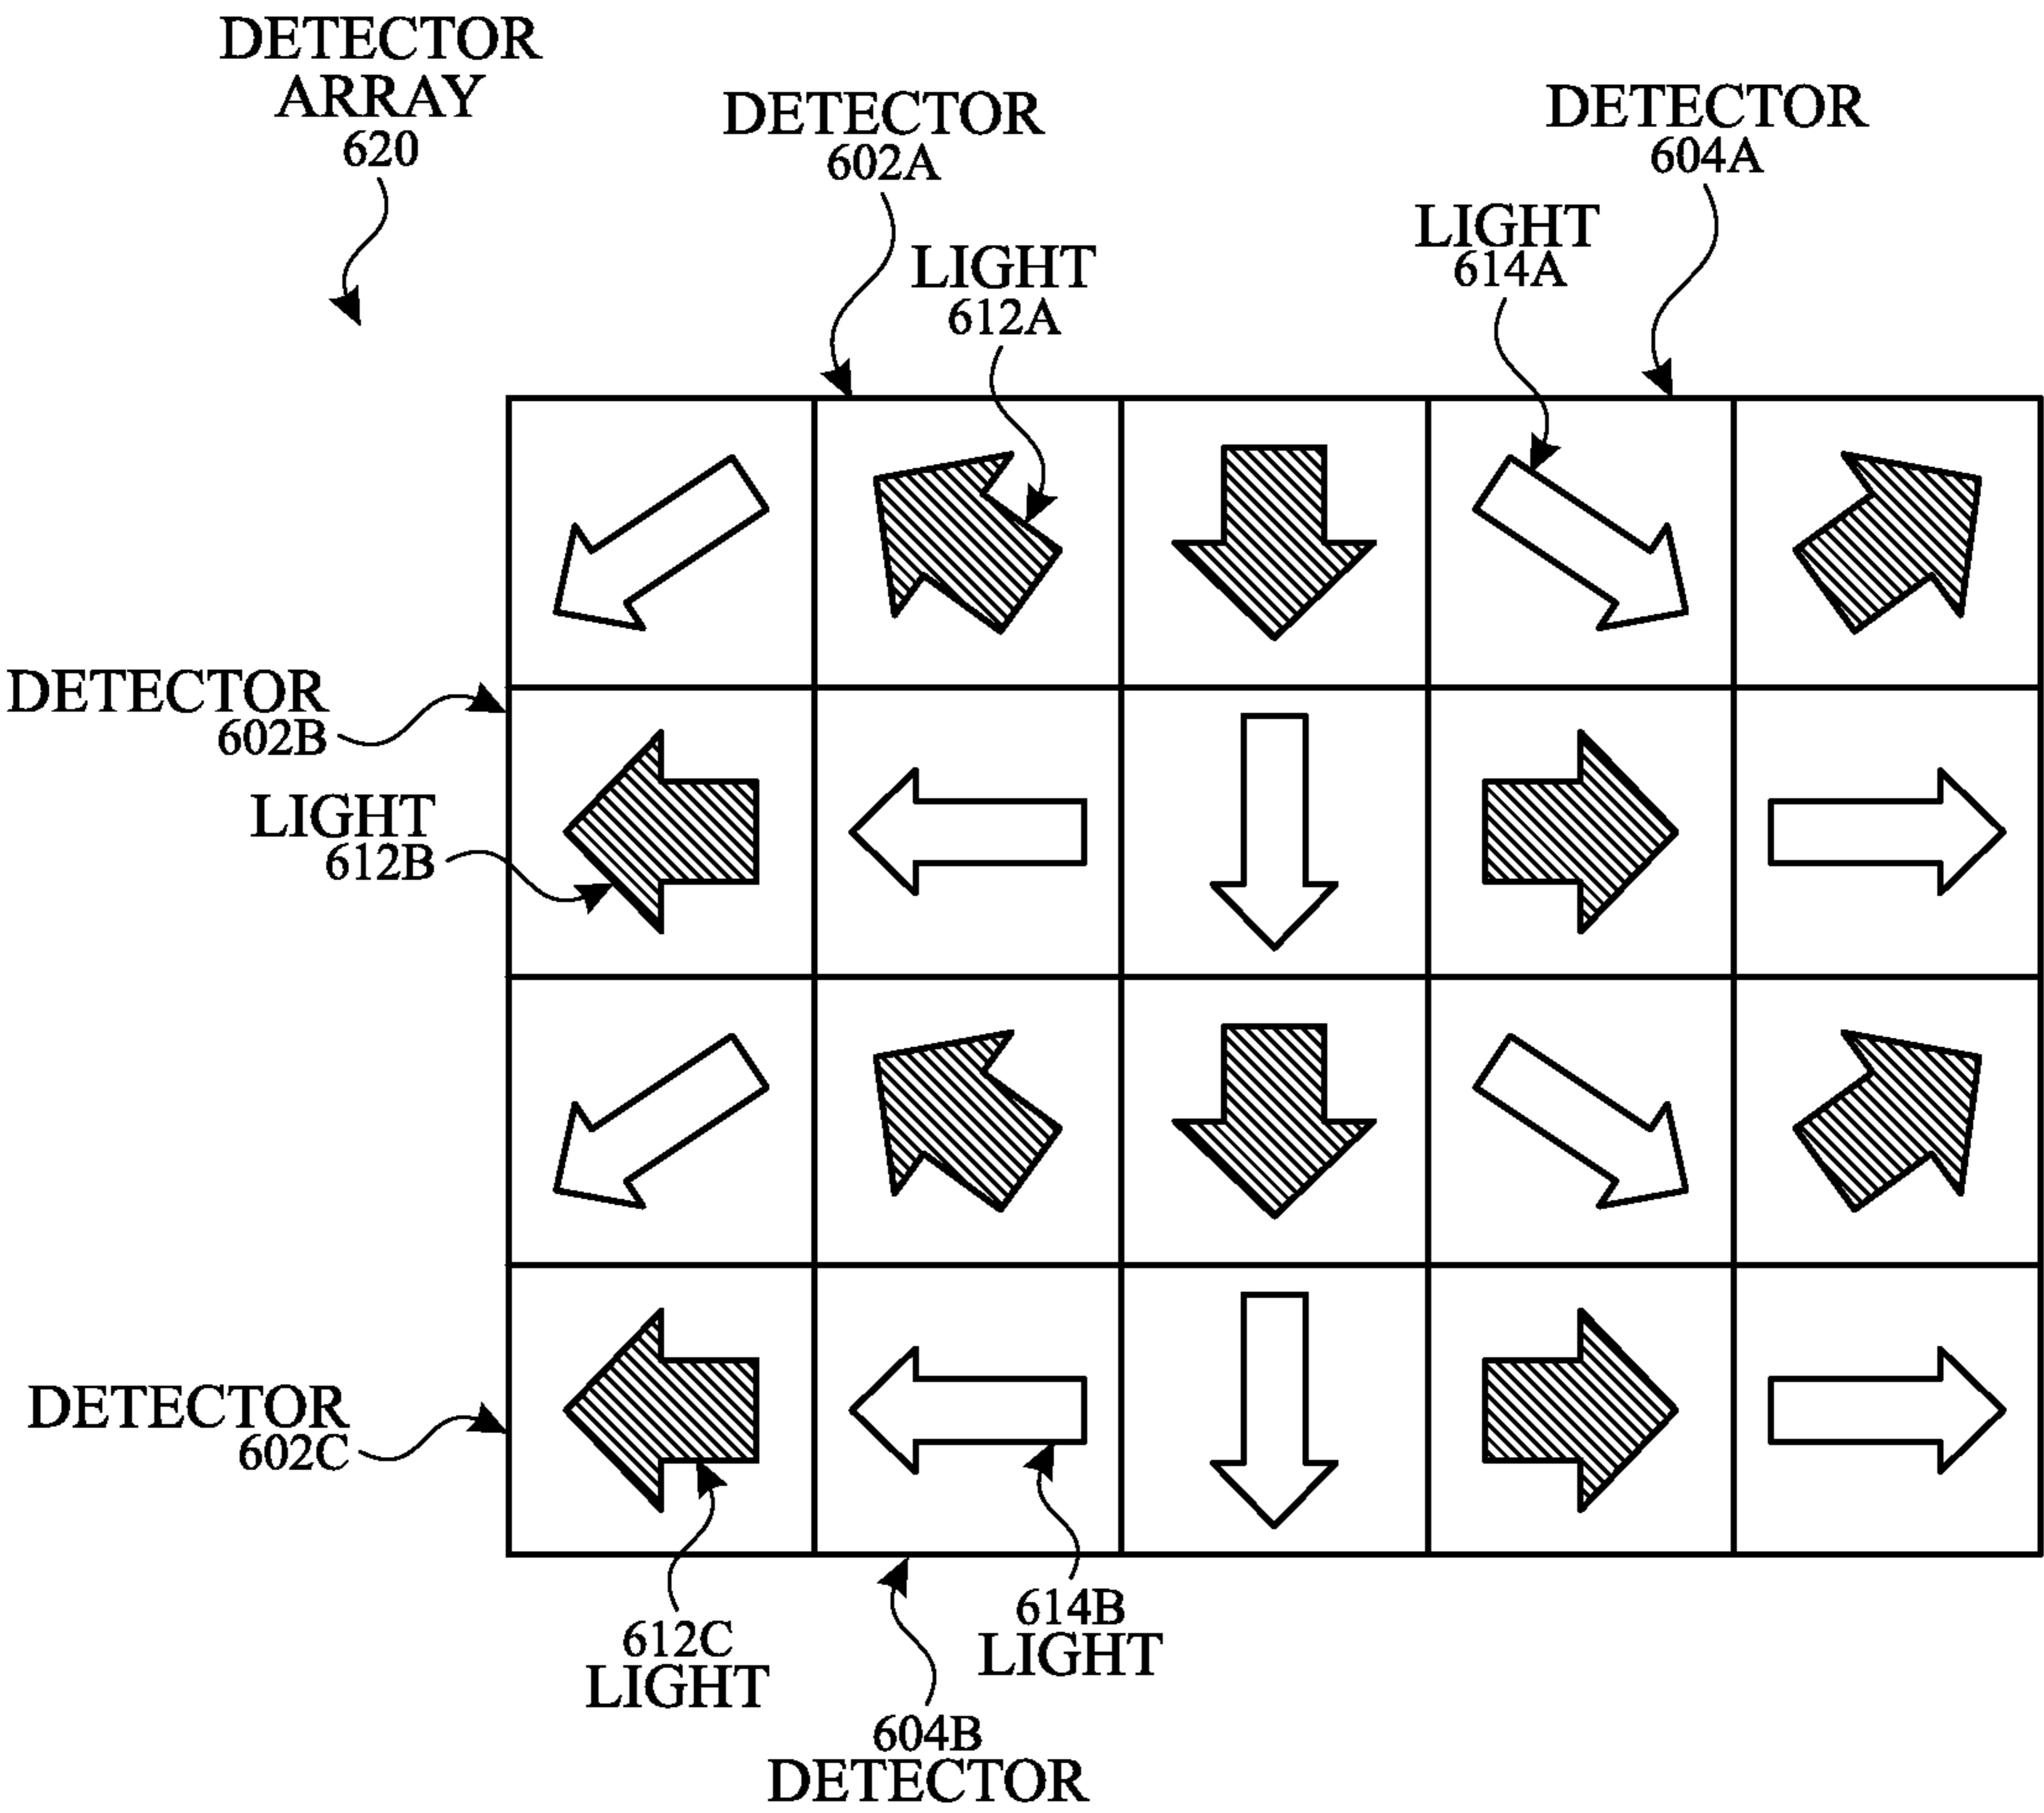 DETECTOR
ARRAY
620
DETECTOR
602A
DETECTOR
604A
LIGHT
612A
LIGHT
614A
DETECTOR
602B
LIGHT
612B
DETECTOR
602C
612C
LIGHT
614B
LIGHT
604B
DETECTOR